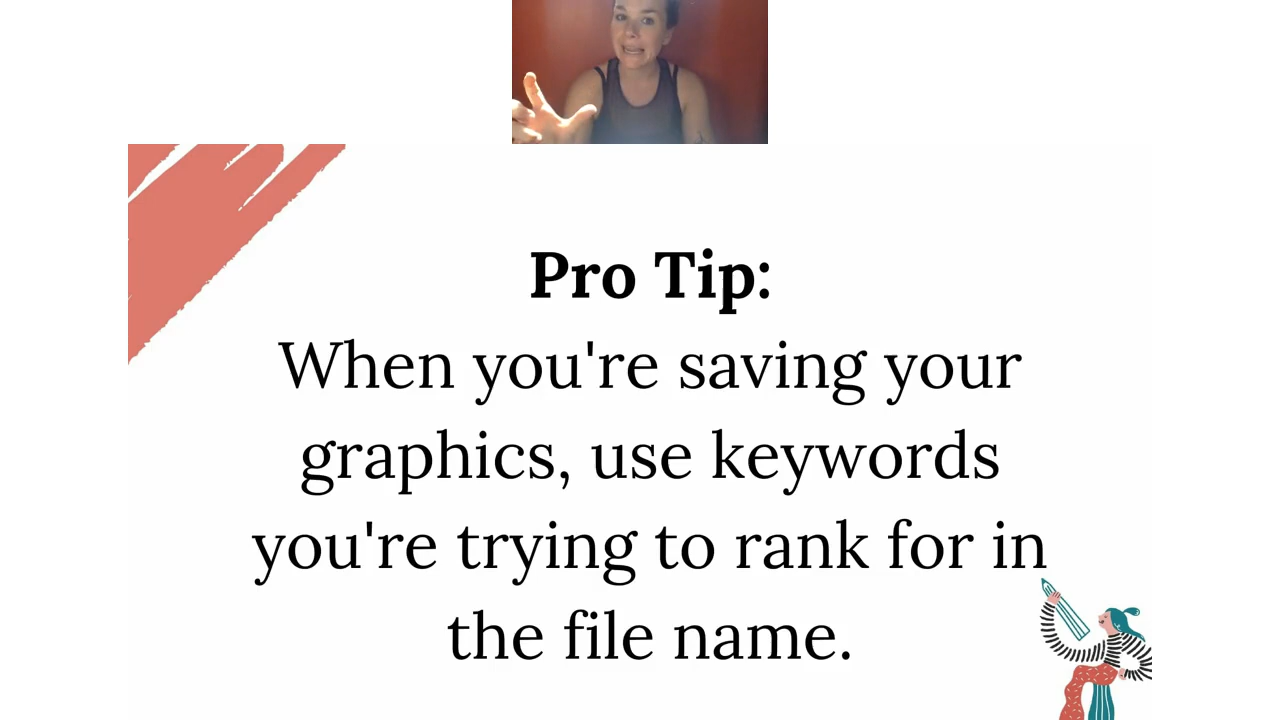 Pro Tip:
When you're saving your
graphics, use keywords
you're trying to rank for in
the file name.